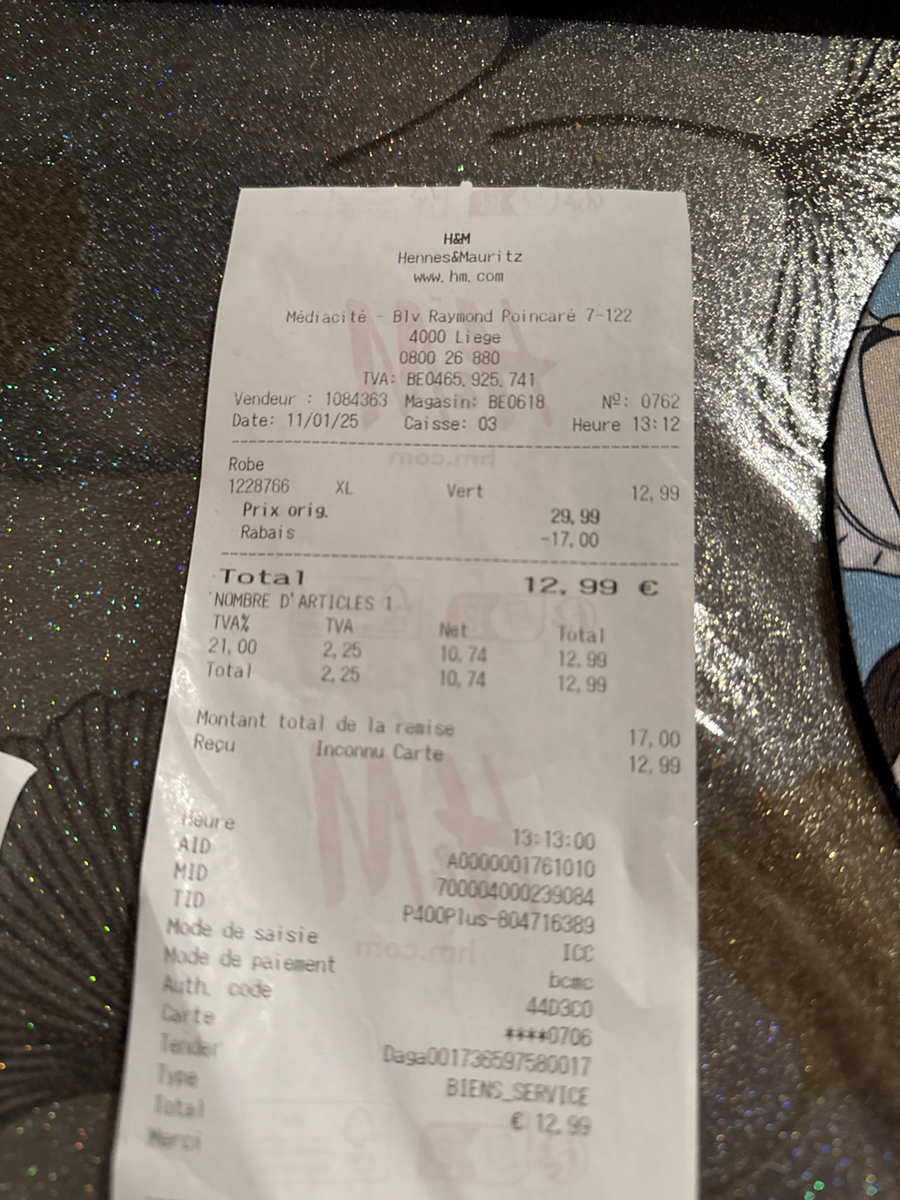 H&M
Hennes&Mauritz
www.hm.com
Médiacité - Blv Raymond Poincaré 7-122
4000 Liege
0800 26 880
TVA: BE0465.925.741
Vendeur : 1084363 Magasin: BE0618 Nº: 0762
Date: 11/01/25 Caisse: 03 Heure 13:12
Robe
1228766 XL Vert 12,99
Prix orig. 29,99
Rabais -17,00
Total 12,99 €
NOMBRE D'ARTICLES 1
TVA% TVA Net Total
21,00 2,25 10,74 12,99
Total 2,25 10,74 12,99
Montant total de la remise 17,00
Reçu Inconnu Carte 12,99
Heure 13:13:00
AID A0000001761010
MID 700004000239084
TID P400Plus-804716389
Mode de saisie ICC
Mode de paiement bcmc
Auth. code 44D3C0
Carte ****0706
Tender Daga001736597580017
Type BIENS_SERVICE
Total € 12.99
Merci